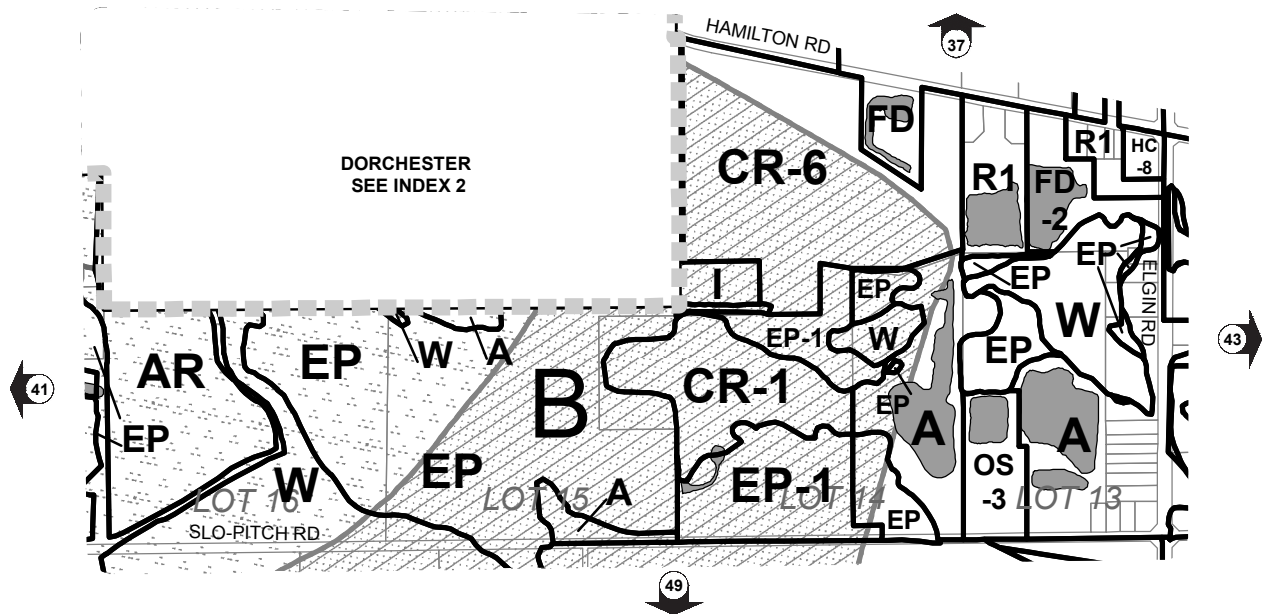 HAMILTON RD
37
DORCHESTER
SEE INDEX 2
FD
CR-6
R1
HC
-8
R1
FD
-2
EP
EP
ELGIN RD
I
EP
EP-1
W
W
EP
AR
EP
W
A
CR-1
B
41
43
EP
EP
A
A
EP
W
EP
A
EP-1
OS
-3
EP
LOT 16
LOT 15
LOT 14
LOT 13
SLO-PITCH RD
49